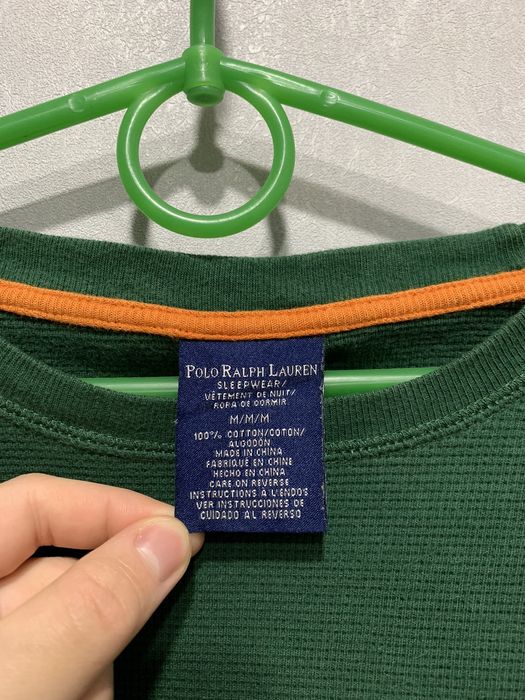 POLO RALPH LAUREN
SLEEPWEAR/
VÊTEMENT DE NUIT/
ROPA DE DORMIR
M/M/M
100% COTTON/COTON/
ALGODÓN
MADE IN CHINA
FABRIQUÉ EN CHINE
HECHO EN CHINA
CARE ON REVERSE
INSTRUCTIONS À L'ENDOS
VER INSTRUCCIONES DE
CUIDADO AL REVERSO